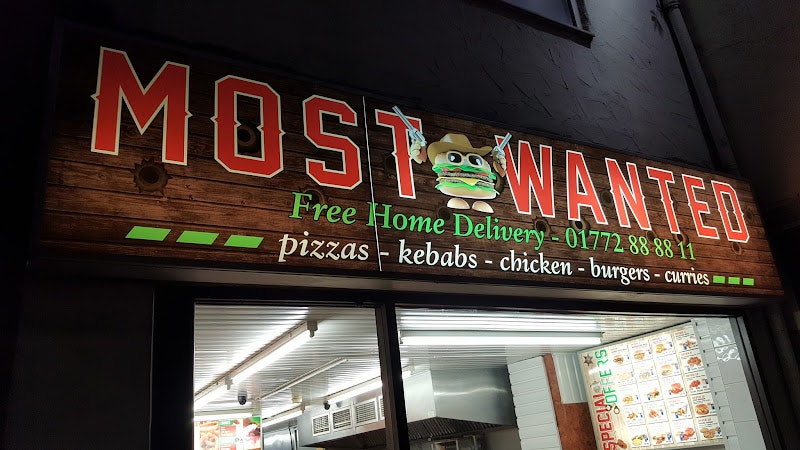 MOST WANTED
Free Home Delivery - 01772 88 88 11
pizzas - kebabs - chicken - burgers - curries
SPECIAL OFFERS